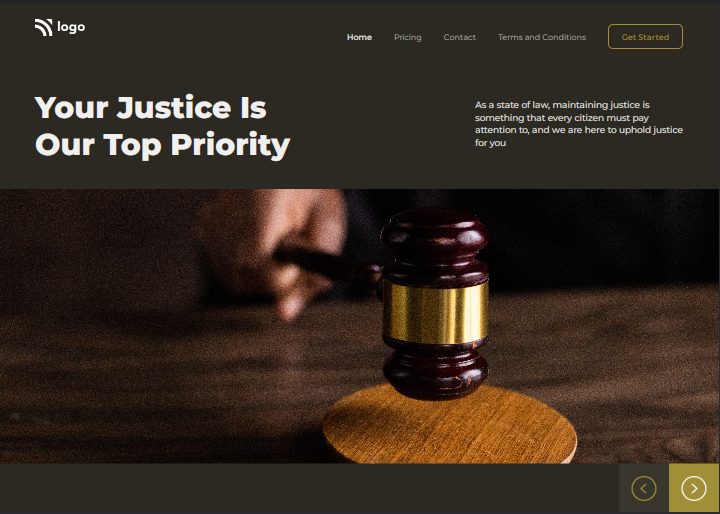 logo
Home Pricing Contact Terms and Conditions Get Started
Your Justice Is
Our Top Priority
As a state of law, maintaining justice is
something that every citizen must pay
attention to, and we are here to uphold justice
for you